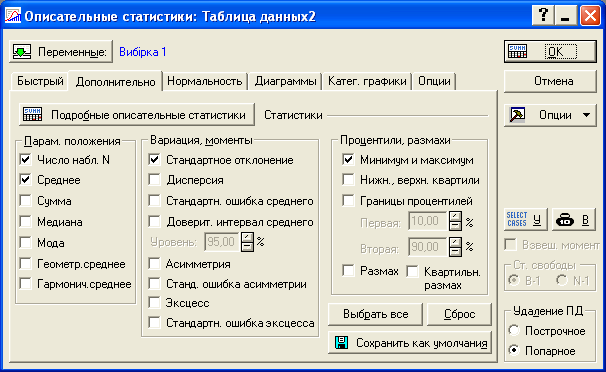 Описательные статистики: Таблица данных2
Переменные: Вибірка 1
OK
Быстрый Дополнительно Нормальность Диаграммы Катег. графики Опции
Отмена
Подробные описательные статистики Статистики
Опции
Парам. положения
Число набл. N
Среднее
Сумма
Медиана
Мода
Геометр.среднее
Гармонич.среднее
Вариация, моменты
Стандартное отклонение
Дисперсия
Стандартн. ошибка среднего
Доверит. интервал среднего
Уровень: 95,00 %
Асимметрия
Станд. ошибка асимметрии
Эксцесс
Стандартн. ошибка эксцесса
Процентили, размахи
Минимум и максимум
Нижн., верхн. квартили
Границы процентилей
Первая: 10,00 %
Вторая: 90,00 %
Размах Квартильн. размах
Выбрать все Сброс
Сохранить как умолчания
SELECT CASES У В
Взвеш. момент
Ст. свободы
В-1 N-1
Удаление ПД
Построчное
Попарное